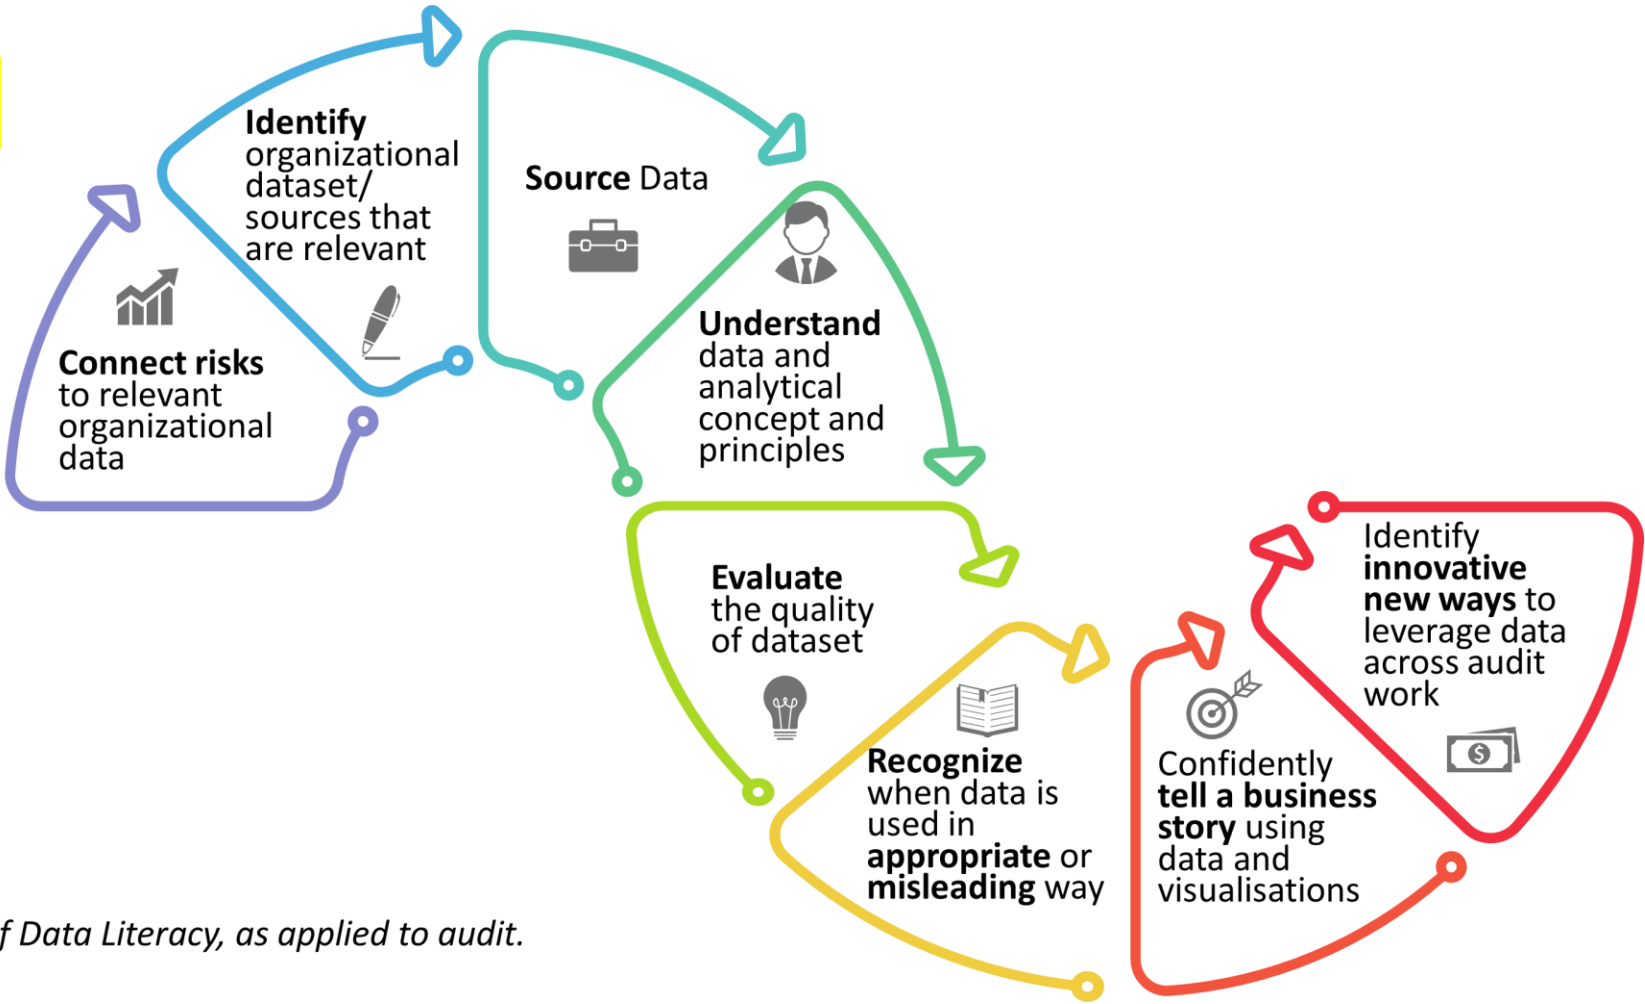 Connect risks
to relevant
organizational
data
Identify
organizational
dataset/
sources that
are relevant
Source Data
Understand
data and
analytical
concept and
principles
Evaluate
the quality
of dataset
Recognize
when data is
used in
appropriate or
misleading way
Confidently
tell a business
story using
data and
visualisations
Identify
innovative
new ways to
leverage data
across audit
work
$
f Data Literacy, as applied to audit.